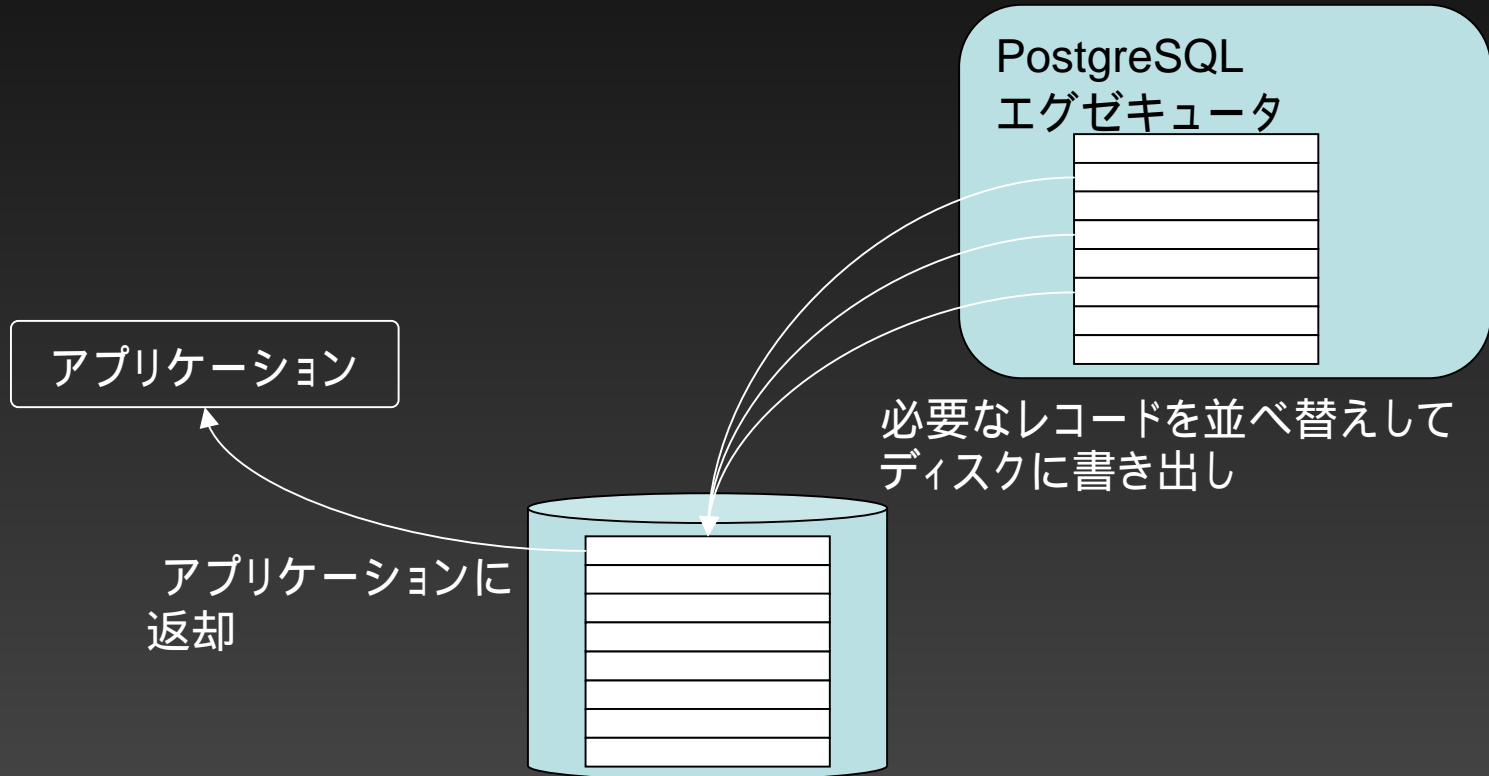 PostgreSQL
エグゼキュータ
アプリケーション
必要なレコードを並べ替えして
ディスクに書き出し
アプリケーションに
返却